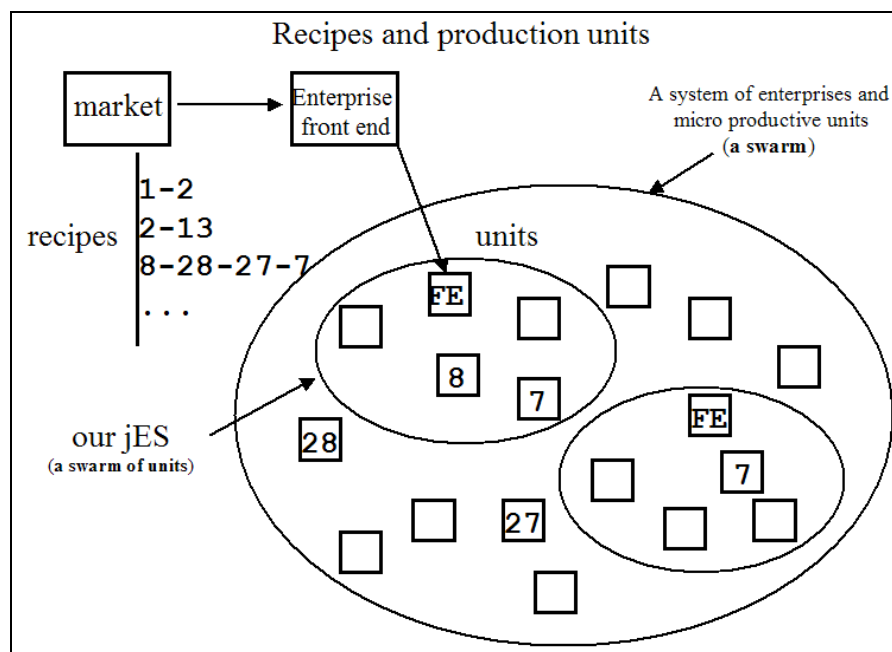 Recipes and production units
market
Enterprise
front end
A system of enterprises and
micro productive units
(a swarm)
recipes
1-2
2-13
8-28-27-7
...
units
FE
8
7
our jES
(a swarm of units)
28
FE
7
27